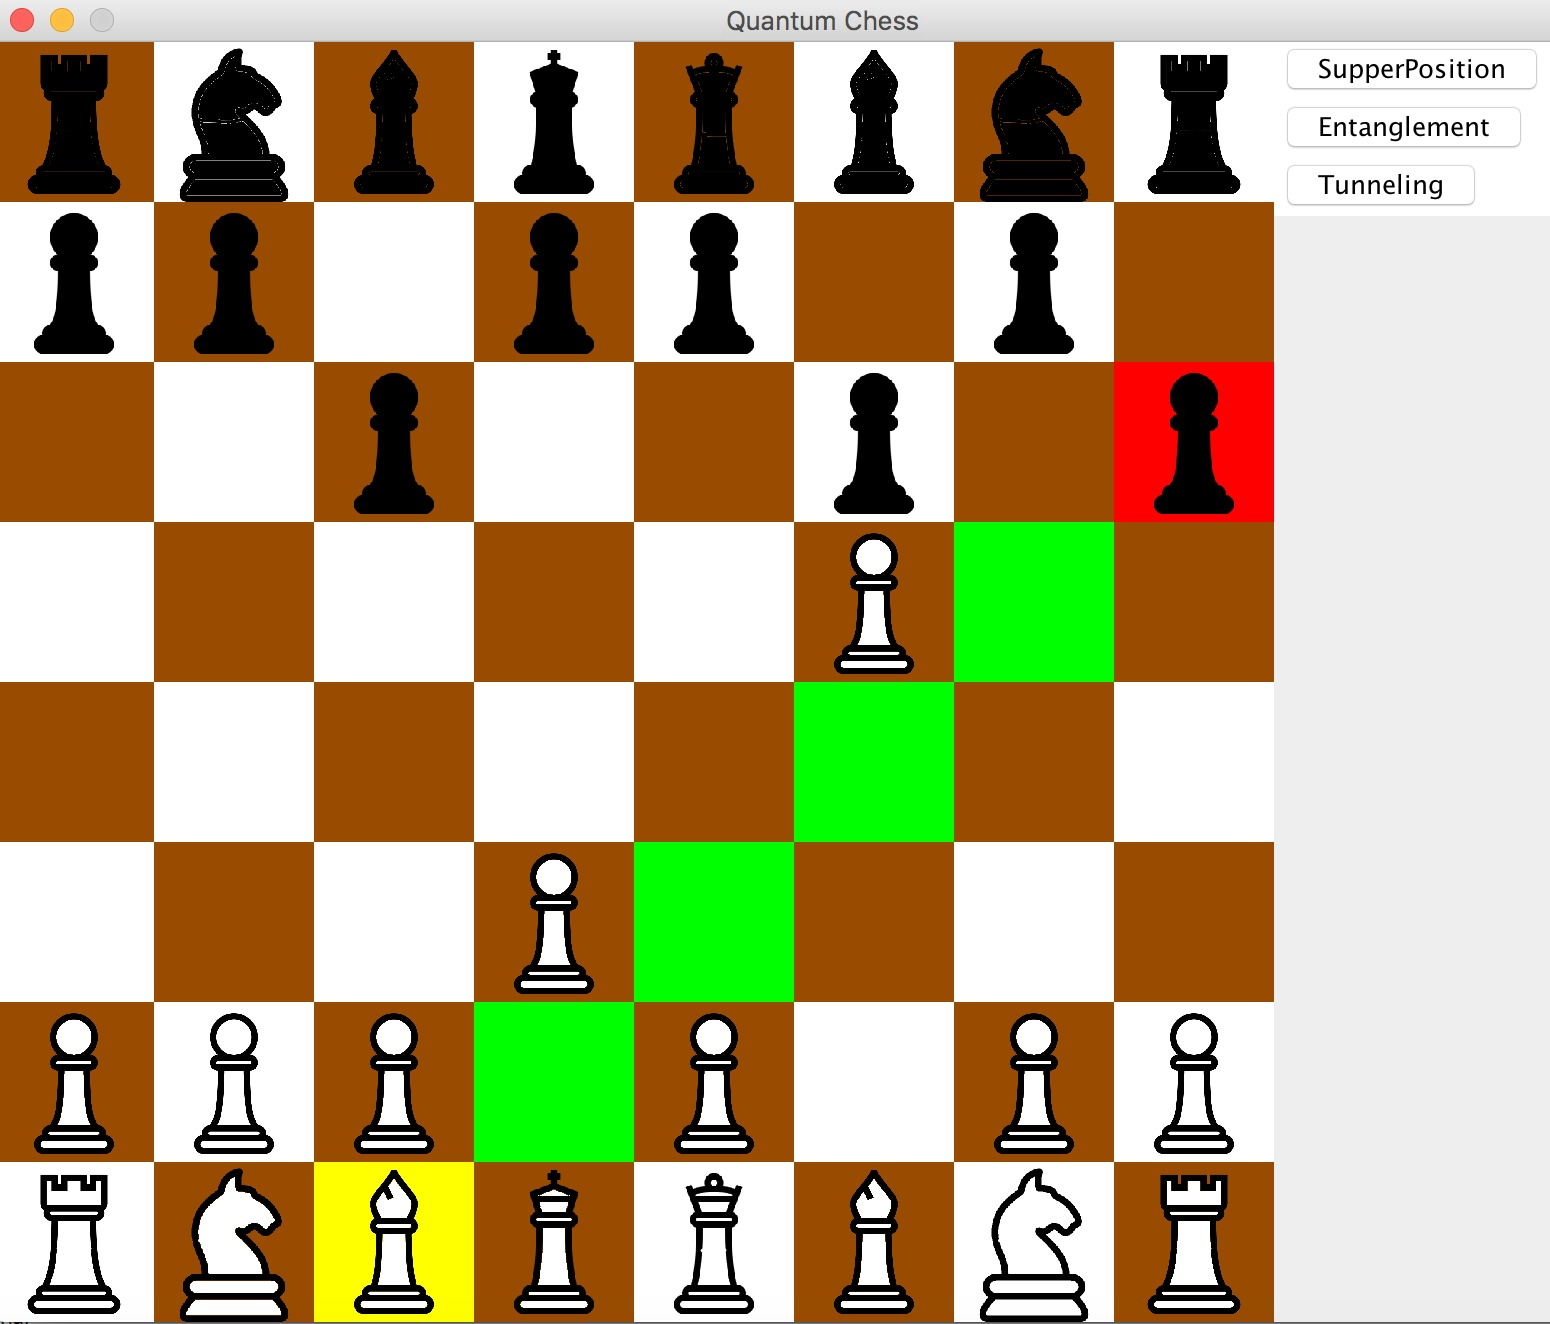 Quantum Chess
SupperPosition
Entanglement
Tunneling